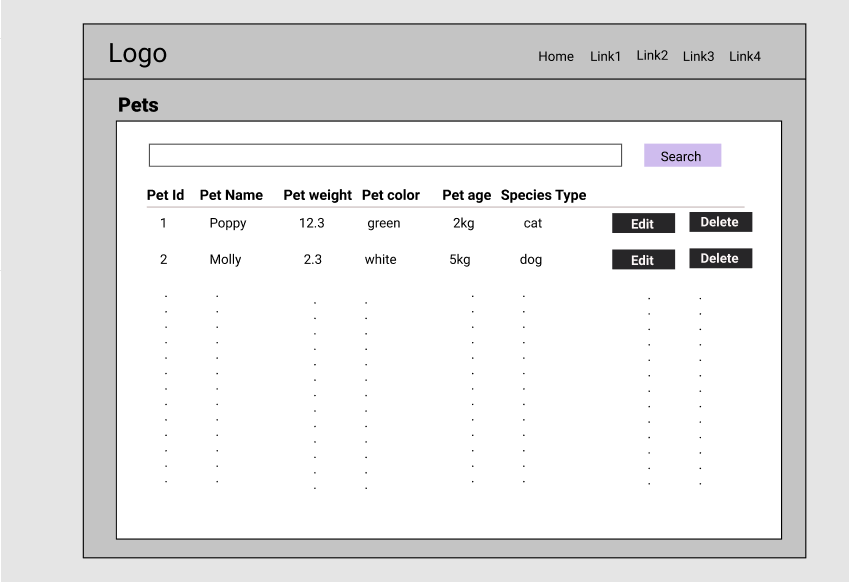 Logo
Home Link1 Link2 Link3 Link4
Pets
Search
Pet Id Pet Name Pet weight Pet color Pet age Species Type
1 Poppy 12.3 green 2kg cat Edit Delete
2 Molly 2.3 white 5kg dog Edit Delete